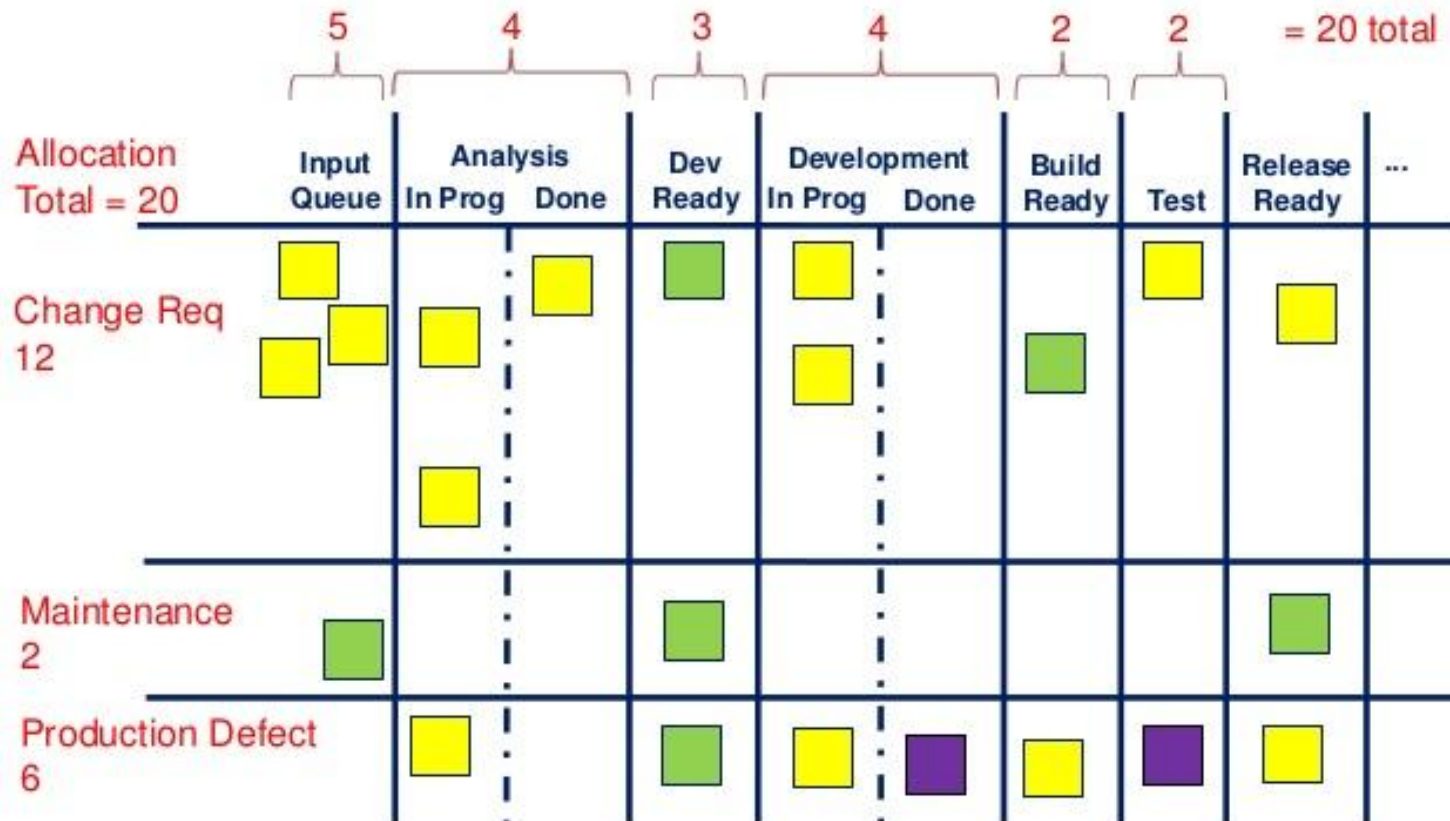 5 4 3 4 2 2 = 20 total
Allocation
Total = 20
Input
Queue
Analysis
In Prog Done
Dev
Ready
Development
In Prog Done
Build
Ready
Test
Release
Ready
...
Change Req
12
Maintenance
2
Production Defect
6